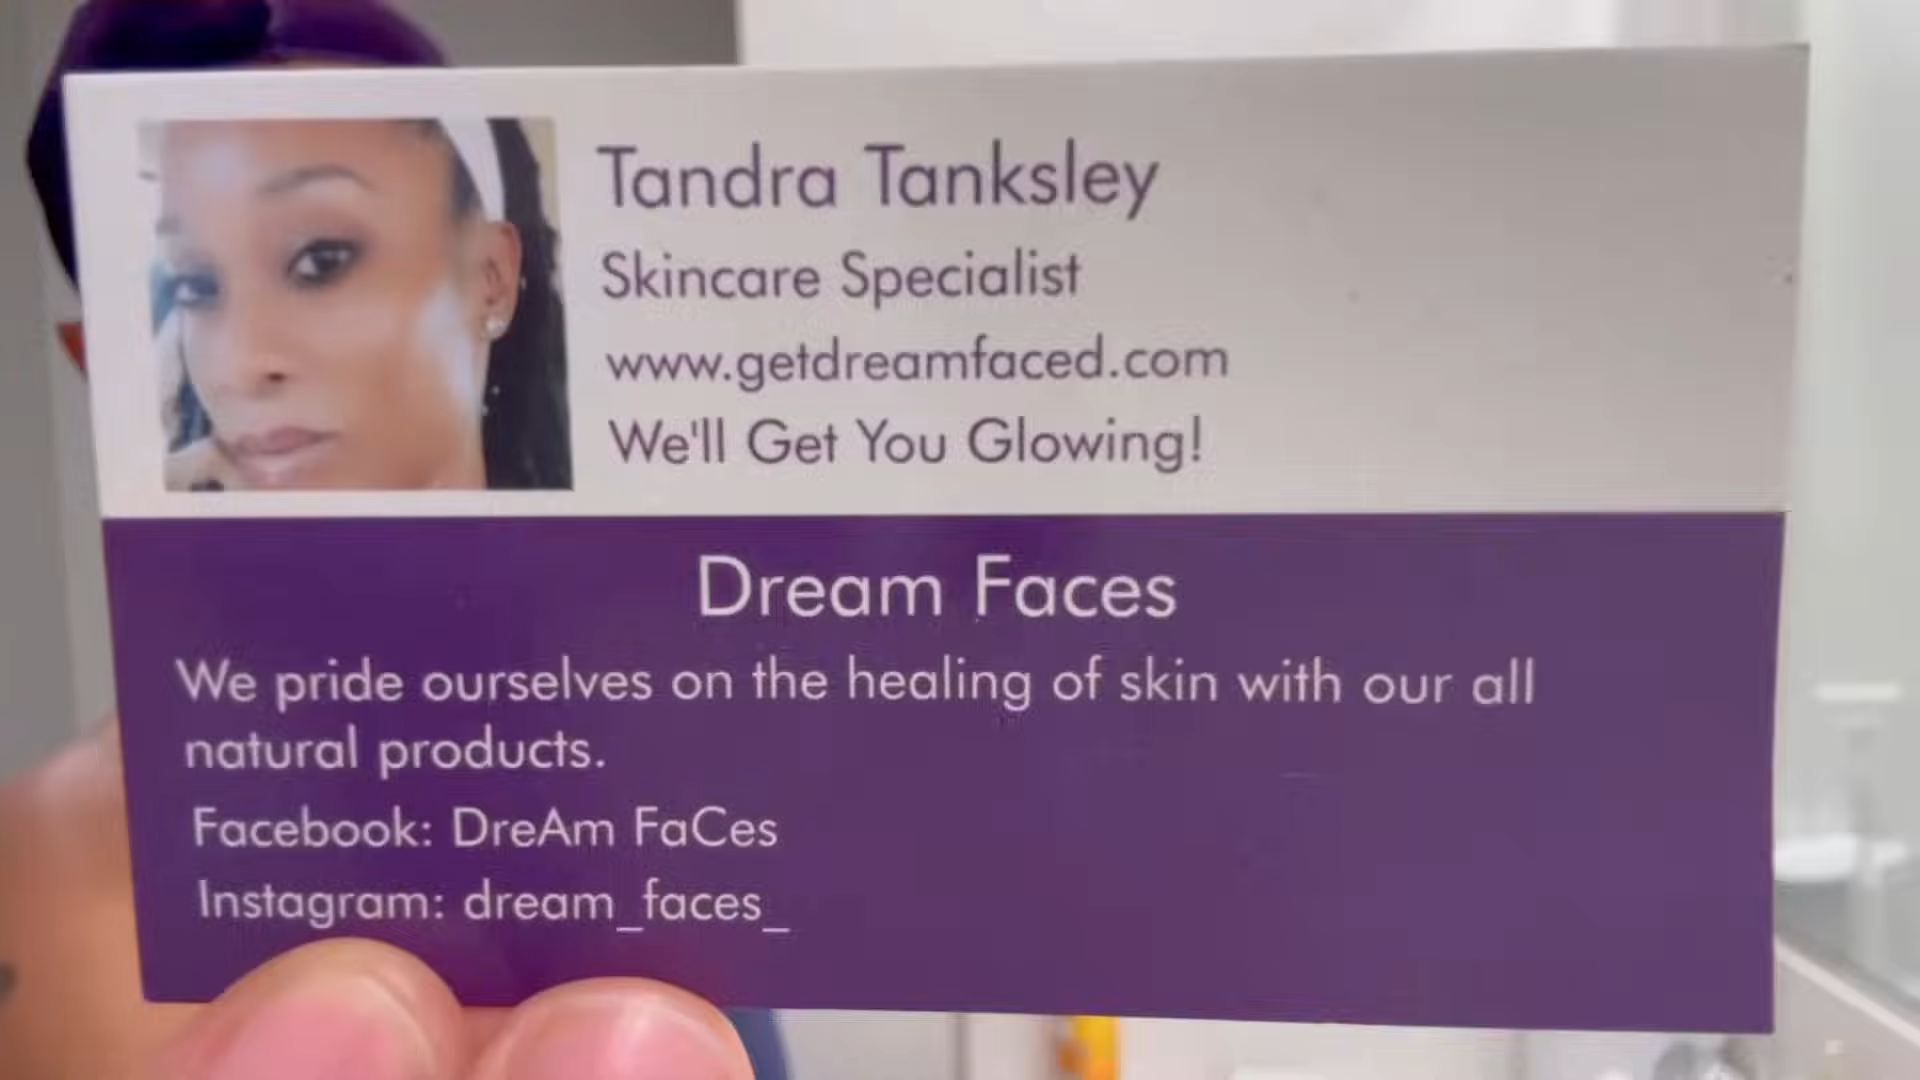 Tandra Tanksley
Skincare Specialist
www.getdreamfaced.com
We'll Get You Glowing!
Dream Faces
We pride ourselves on the healing of skin with our all
natural products.
Facebook: DreAm FaCes
Instagram: dream_faces_